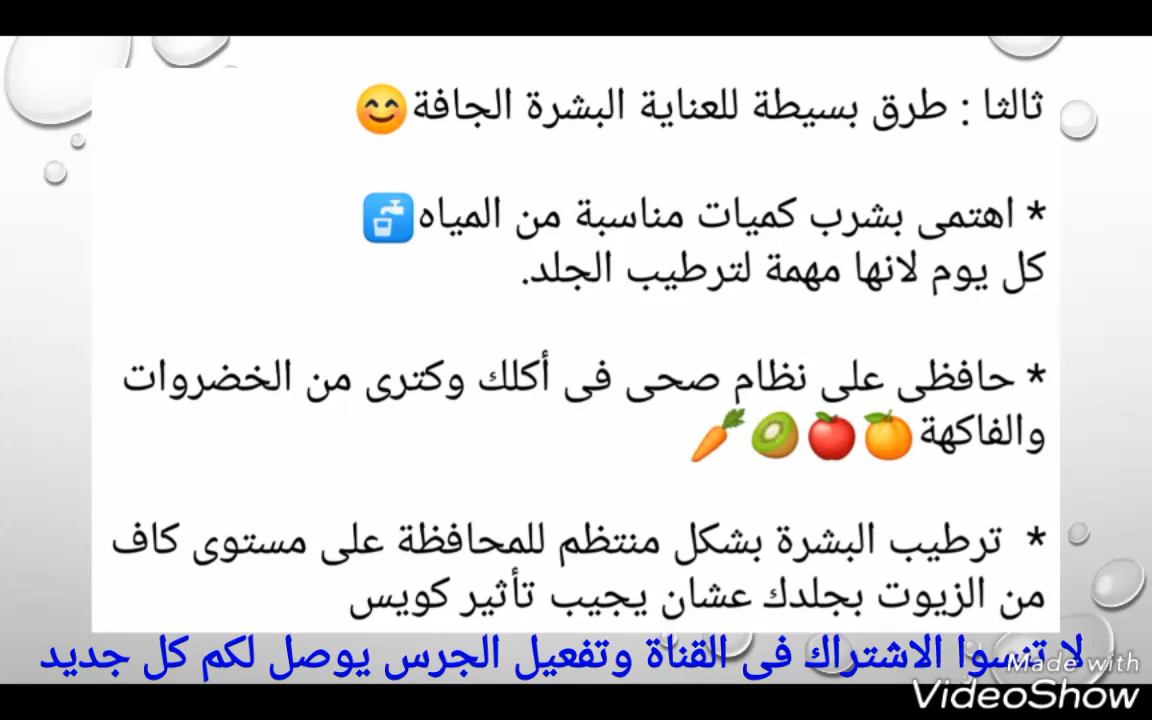 ثالثا : طرق بسيطة للعناية البشرة الجافة😊
* اهتمى بشرب كميات مناسبة من المياه🚰
كل يوم لانها مهمة لترطيب الجلد.
* حافظى على نظام صحى فى أكلك وكترى من الخضروات
والفاكهة🍊🍎🥝🥕
* ترطيب البشرة بشكل منتظم للمحافظة على مستوى كاف
من الزيوت بجلدك عشان يجيب تأثير كويس
لا تنسوا الاشتراك فى القناة وتفعيل الجرس يوصل لكم كل جديد
Made with
VideoShow